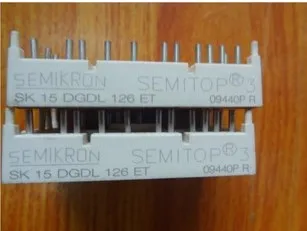 SEMIKRON SEMITOP®3
SK 15 DGDL 126 ET 09440P R
SEMIKRON SEMITOP®3
SK 15 DGDL 126 ET 09440P R